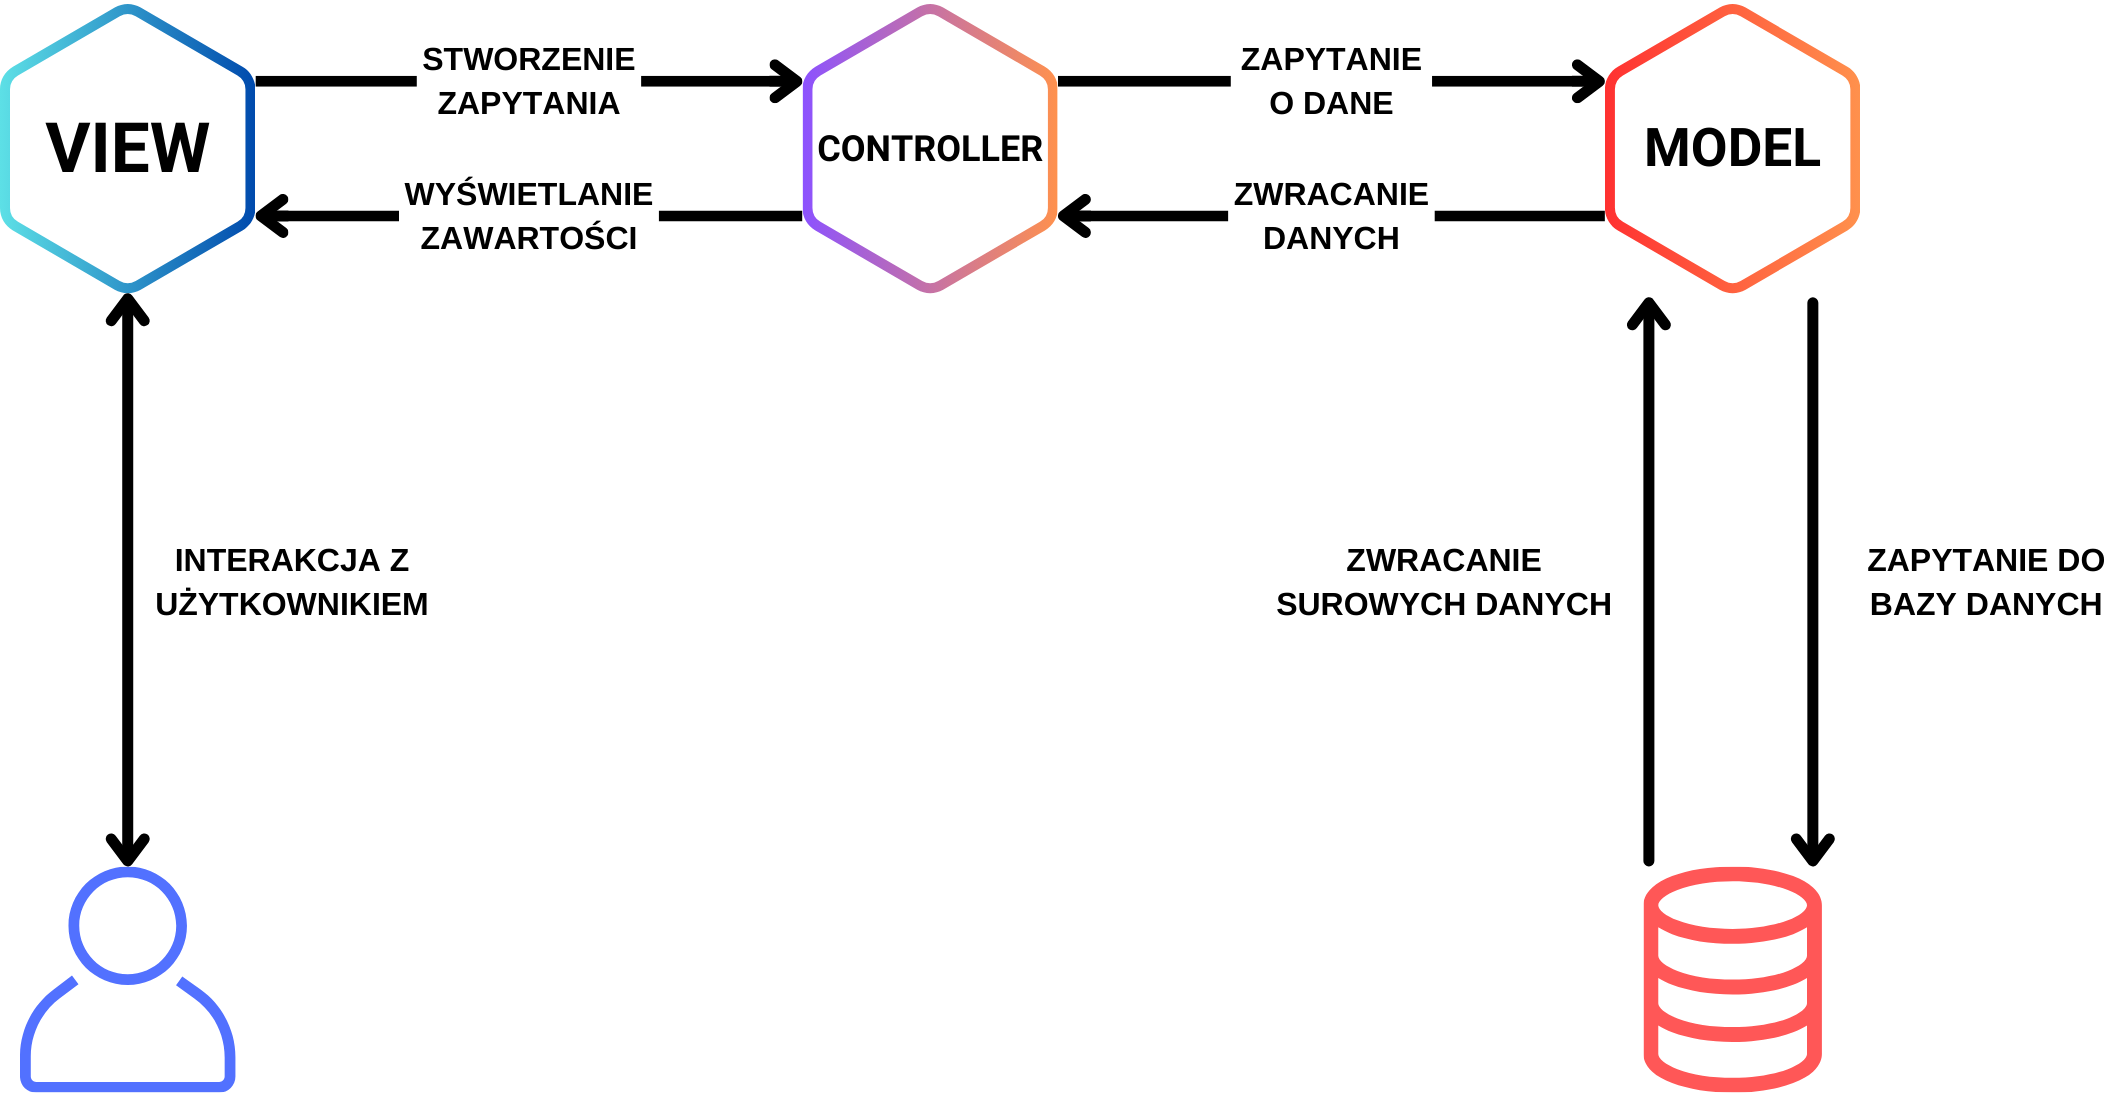 VIEW
STWORZENIE
ZAPYTANIA
WYŚWIETLANIE
ZAWARTOŚCI
CONTROLLER
ZAPYTANIE
O DANE
ZWRACANIE
DANYCH
MODEL
INTERAKCJA Z
UŻYTKOWNIKIEM
ZWRACANIE
SUROWYCH DANYCH
ZAPYTANIE DO
BAZY DANYCH